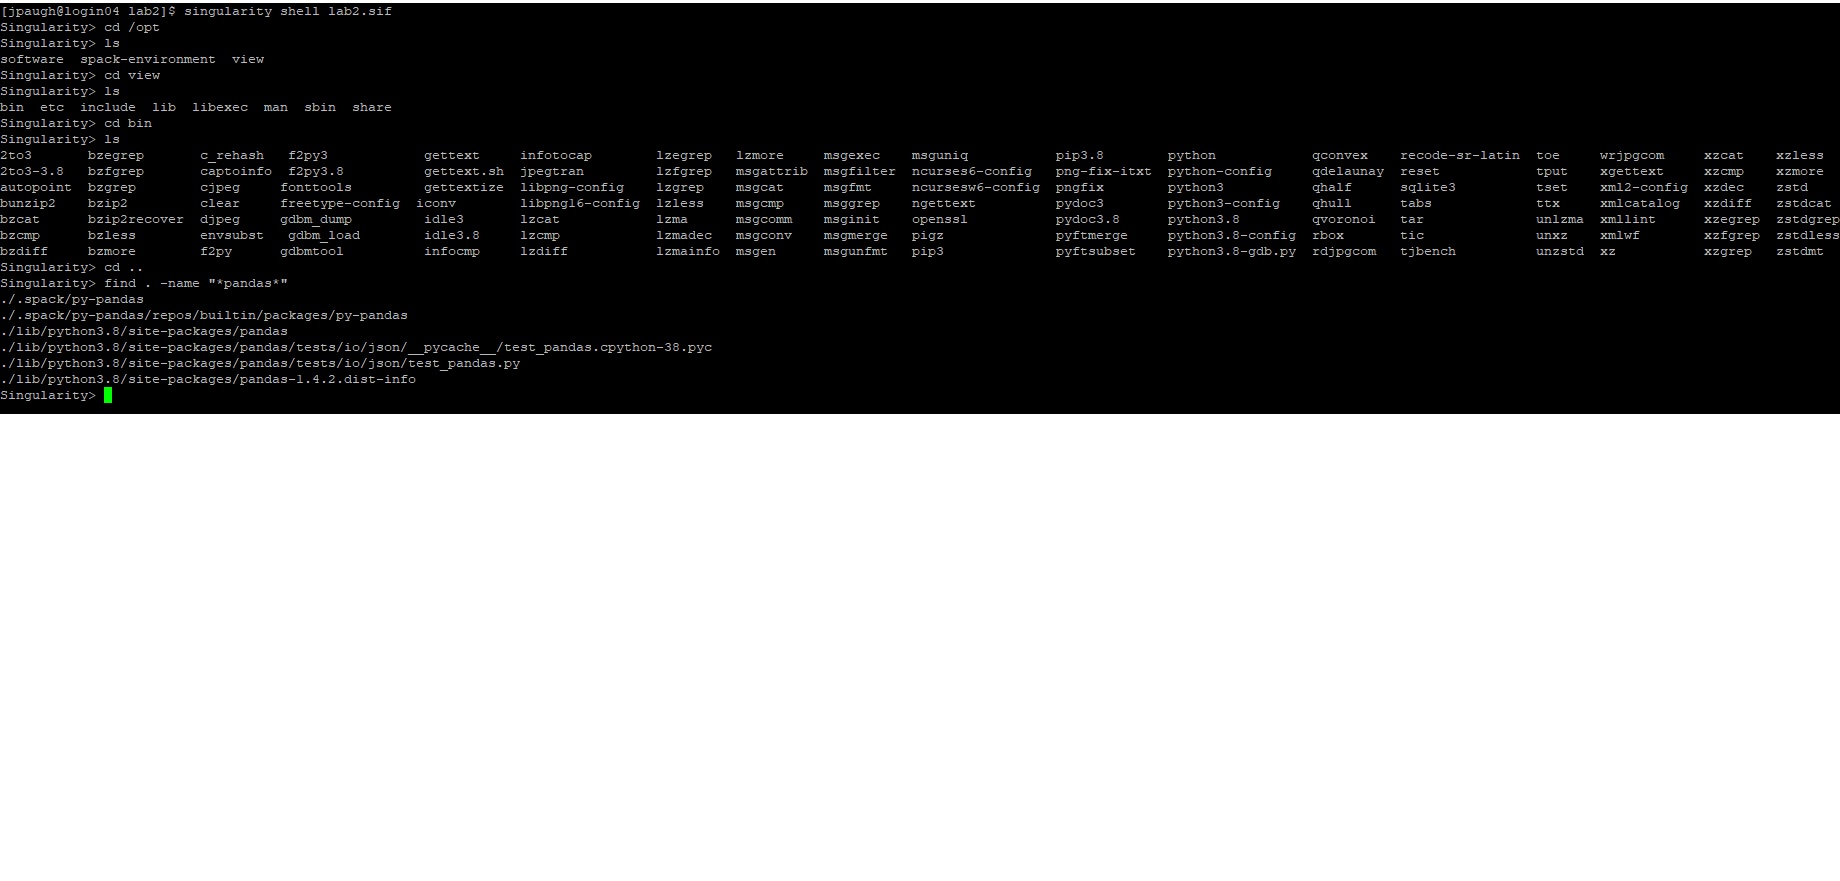 [jpaugh@login04 lab2]$ singularity shell lab2.sif
Singularity> cd /opt
Singularity> ls
software  spack-environment  view
Singularity> cd view
Singularity> ls
bin  etc  include  lib  libexec  man  sbin  share
Singularity> cd bin
Singularity> ls
2to3       bzegrep       c_rehash   f2py3            gettext     infotocap        lzegrep   lzmore     msgexec    msguniq           pip3.8        python            qconvex    recode-sr-latin  toe     wrjpgcom    xzcat    xzless
2to3-3.8   bzfgrep       captoinfo  f2py3.8          gettext.sh  jpegtran         lzfgrep   msgattrib  msgfilter  ncurses6-config   png-fix-itxt  python-config     qdelaunay  reset            tput    xgettext    xzcmp    xzmore
autopoint  bzgrep        cjpeg     fonttools        gettextize  libpng-config    lzgrep    msgcat     msgfmt     ncursesw6-config  pngfix        python3           qhalf      sqlite3          tset    xml2-config  xzdec    zstd
bunzip2    bzip2         clear     freetype-config  iconv       libpng16-config  lzless    msgcmp     msggrep    ngettext          pydoc3        python3-config    qhull      tabs             ttx     xmlcatalog  xzdiff   zstdcat
bzcat      bzip2recover  djpeg     gdbm_dump        idle3       lzcat            lzma      msgcomm    msginit    openssl           pydoc3.8      python3.8         qvoronoi   tar              unlzma  xmllint     xzegrep  zstdgrep
bzcmp      bzless        envsubst   gdbm_load        idle3.8     lzcmp            lzmadec   msgconv    msgmerge   pigz              pyftmerge     python3.8-config  rbox       tic              unxz    xmlwf       xzfgrep  zstdless
bzdiff     bzmore        f2py      gdbmtool         infocmp     lzdiff           lzmainfo  msgen      msgunfmt   pip3              pyftsubset    python3.8-gdb.py  rdjpgcom   tjbench          unzstd  xz          xzgrep   zstdmt
Singularity> cd ..
Singularity> find . -name "*pandas*"
./.spack/py-pandas
./.spack/py-pandas/repos/builtin/packages/py-pandas
./lib/python3.8/site-packages/pandas
./lib/python3.8/site-packages/pandas/tests/io/json/__pycache__/test_pandas.cpython-38.pyc
./lib/python3.8/site-packages/pandas/tests/io/json/test_pandas.py
./lib/python3.8/site-packages/pandas-1.4.2.dist-info
Singularity>